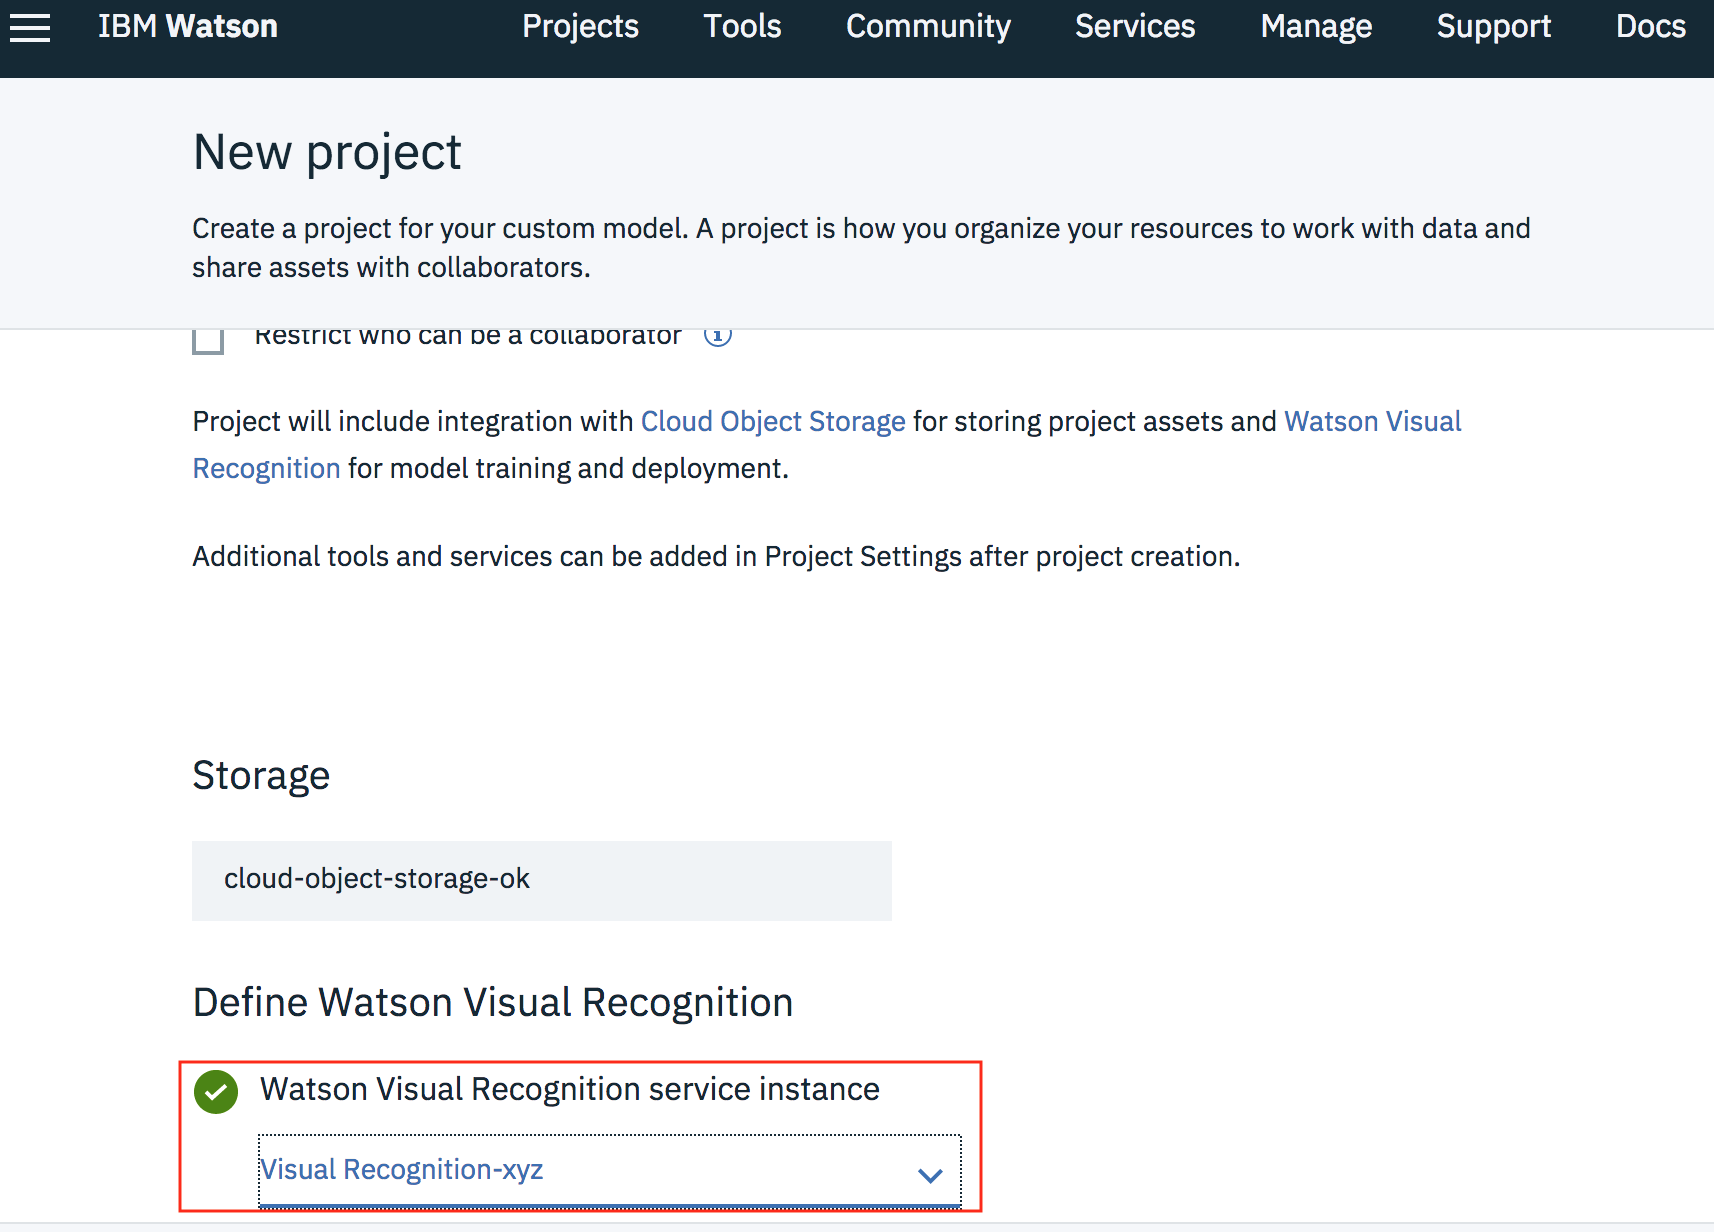 IBM Watson Projects Tools Community Services Manage Support Docs
New project
Create a project for your custom model. A project is how you organize your resources to work with data and
share assets with collaborators.
Restrict who can be a collaborator
Project will include integration with Cloud Object Storage for storing project assets and Watson Visual
Recognition for model training and deployment.
Additional tools and services can be added in Project Settings after project creation.
Storage
cloud-object-storage-ok
Define Watson Visual Recognition
Watson Visual Recognition service instance
Visual Recognition-xyz